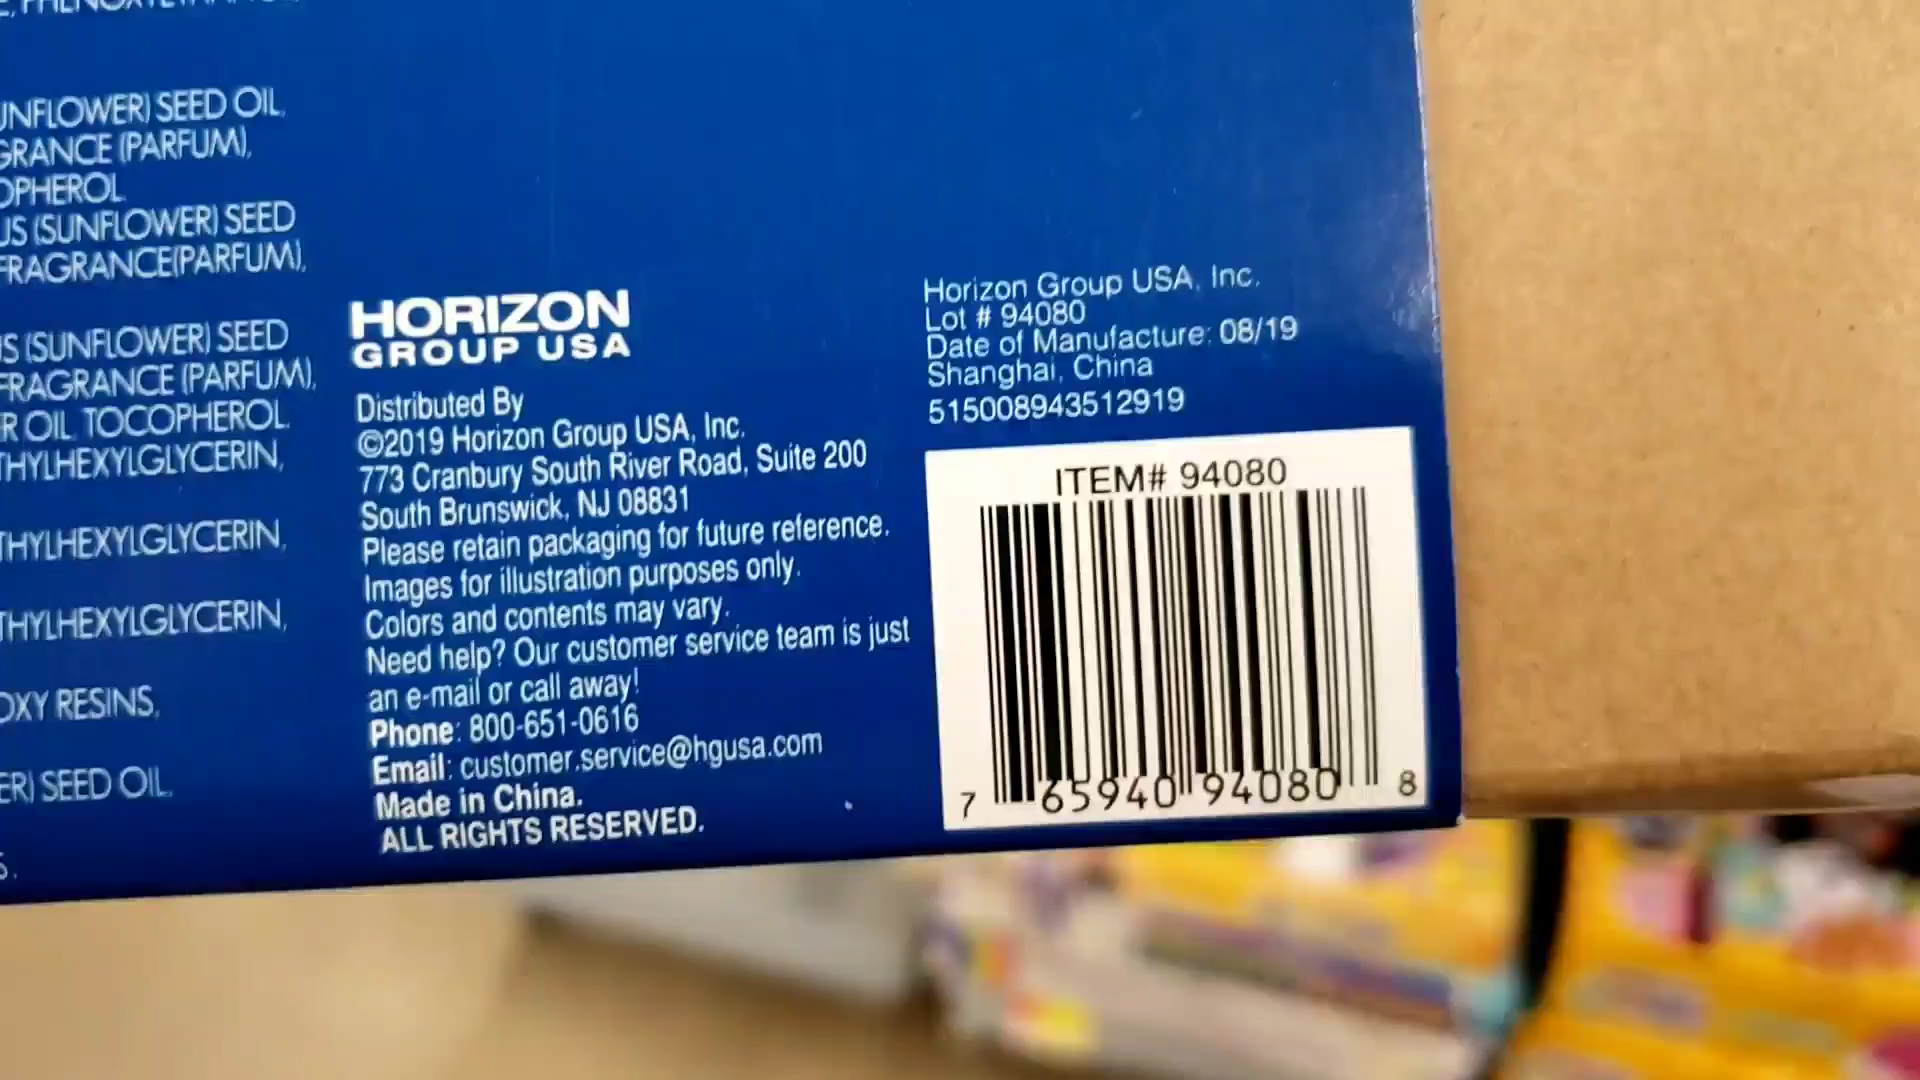 UNFLOWER) SEED OIL,
GRANCE (PARFUM),
OPHEROL
US (SUNFLOWER) SEED
FRAGRANCE(PARFUM),
US (SUNFLOWER) SEED
FRAGRANCE (PARFUM),
R OIL, TOCOPHEROL,
THYLHEXYLGLYCERIN,
THYLHEXYLGLYCERIN,
THYLHEXYLGLYCERIN,
OXY RESINS,
ER) SEED OIL,
S.
HORIZON
GROUP USA
Distributed By
©2019 Horizon Group USA, Inc.
773 Cranbury South River Road, Suite 200
South Brunswick, NJ 08831
Please retain packaging for future reference.
Images for illustration purposes only.
Colors and contents may vary.
Need help? Our customer service team is just
an e-mail or call away!
Phone: 800-651-0616
Email: customer.service@hgusa.com
Made in China.
ALL RIGHTS RESERVED.
Horizon Group USA, Inc.
Lot # 94080
Date of Manufacture: 08/19
Shanghai, China
515008943512919
ITEM# 94080
7 65940 94080 8